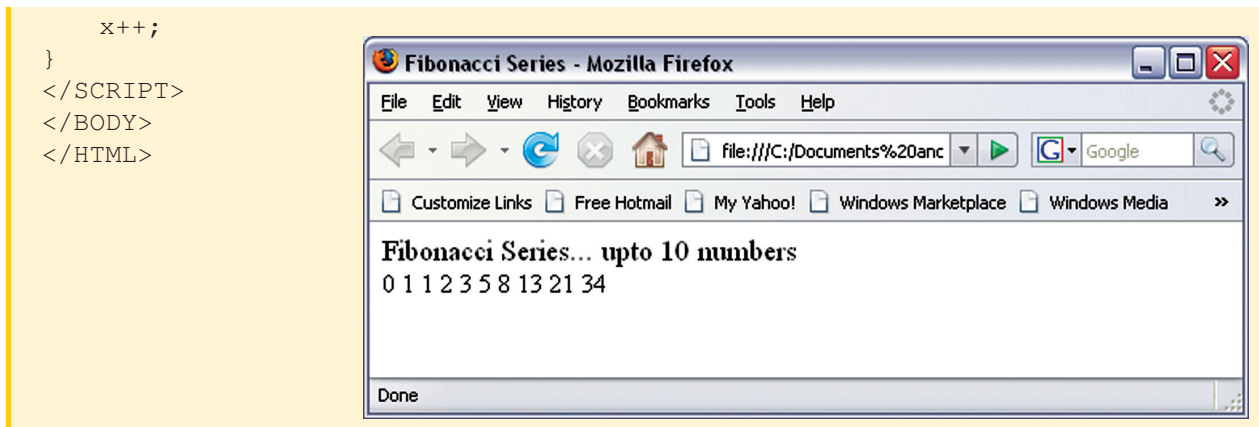 x++;
}
</SCRIPT>
</BODY>
</HTML>
Fibonacci Series - Mozilla Firefox
File Edit View History Bookmarks Tools Help
file:///C:/Documents%20anc G Google
Customize Links Free Hotmail My Yahoo! Windows Marketplace Windows Media »
Fibonacci Series... upto 10 numbers
0 1 1 2 3 5 8 13 21 34
Done